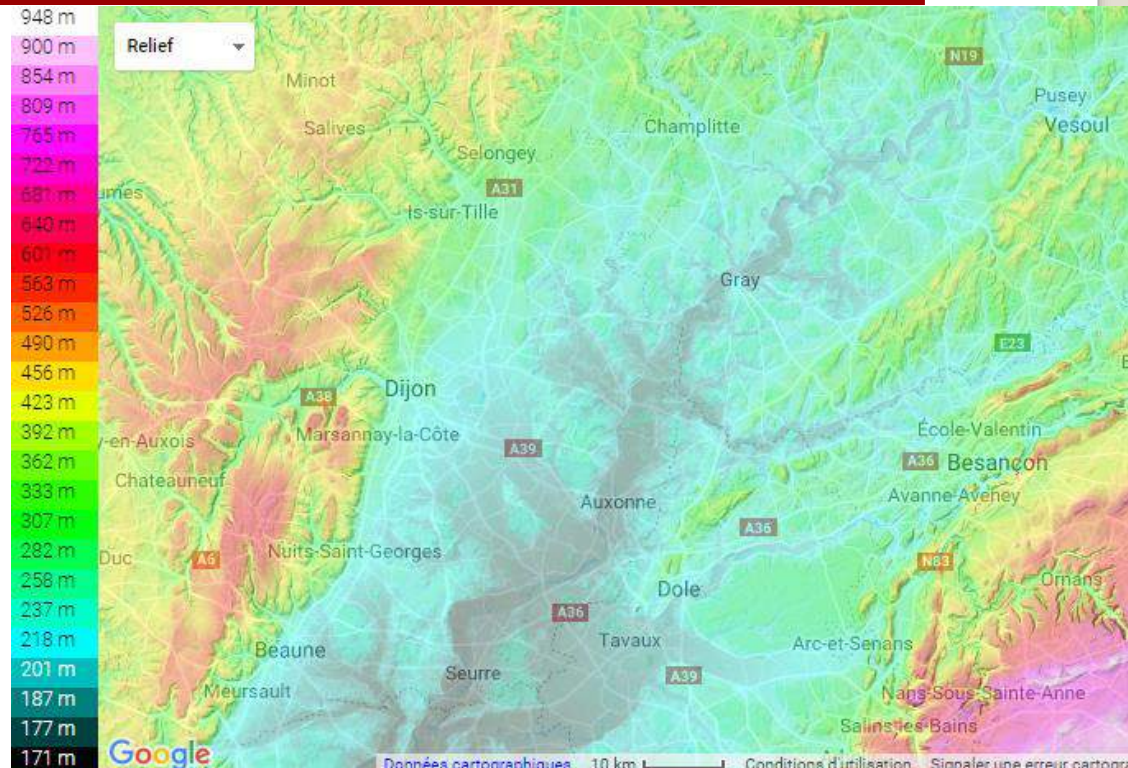 948 m
900 m
854 m
809 m
765 m
722 m
681 m
640 m
601 m
563 m
526 m
490 m
456 m
423 m
392 m
362 m
333 m
307 m
282 m
258 m
237 m
218 m
201 m
187 m
177 m
171 m
Relief
N19
Minot
Pusey
Salives
Champlitte
Vesoul
Selongey
A31
umes
Is-sur-Tille
Gray
E23
Dijon
A38
y-en-Auxois
Marsannay-la-Côte
A39
École-Valentin
A36
Besançon
Chateauneuf
Auxonne
Avanne-Aveney
A36
Duc
A6
Nuits-Saint-Georges
N83
Ornans
Dole
A36
Beaune
Tavaux
Arc-et-Senans
Seurre
A39
Meursault
Nans-Sous-Sainte-Anne
Salins-les-Bains
Google
Données cartographiques 10 km Conditions d'utilisation Signaler une erreur cartogra